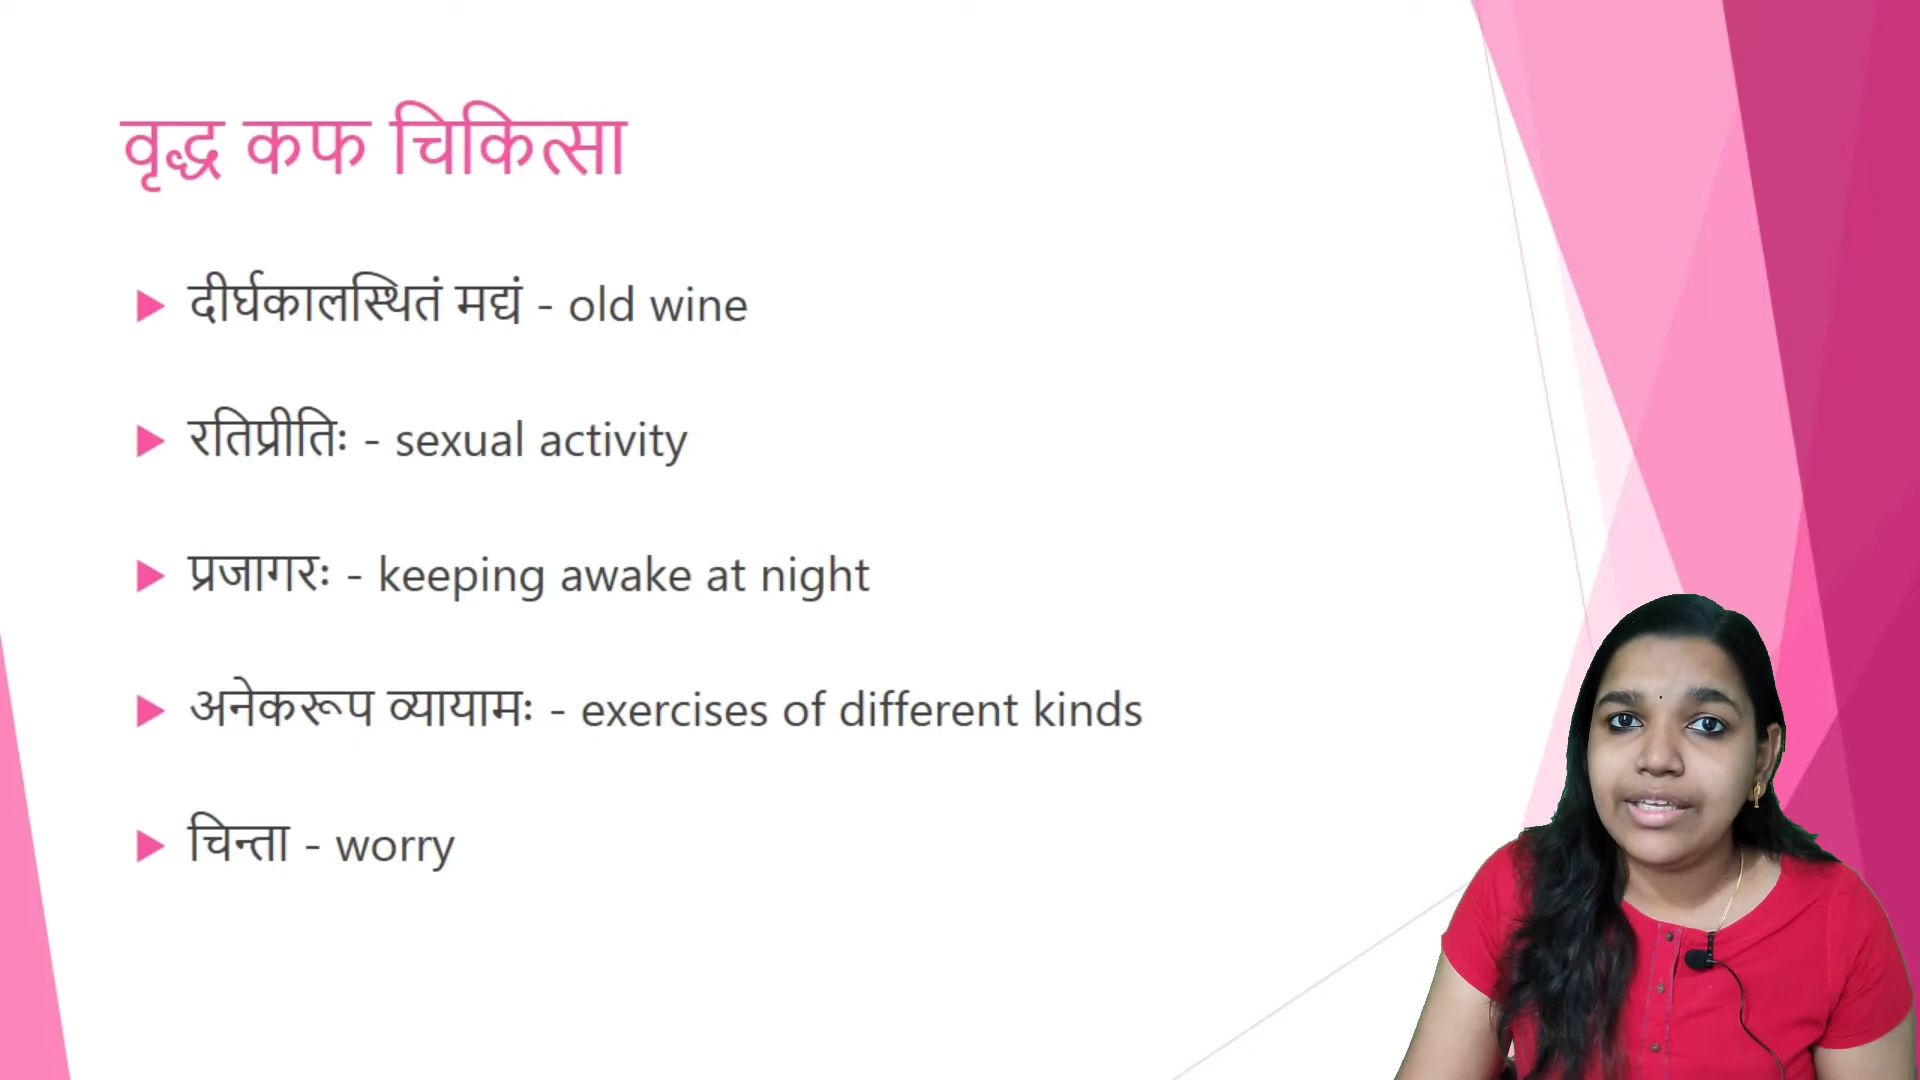 वृद्ध कफ चिकित्सा
दीर्घकालस्थितं मद्यं - old wine
रतिप्रीतिः - sexual activity
प्रजागरः - keeping awake at night
अनेकरूप व्यायामः - exercises of different kinds
चिन्ता - worry